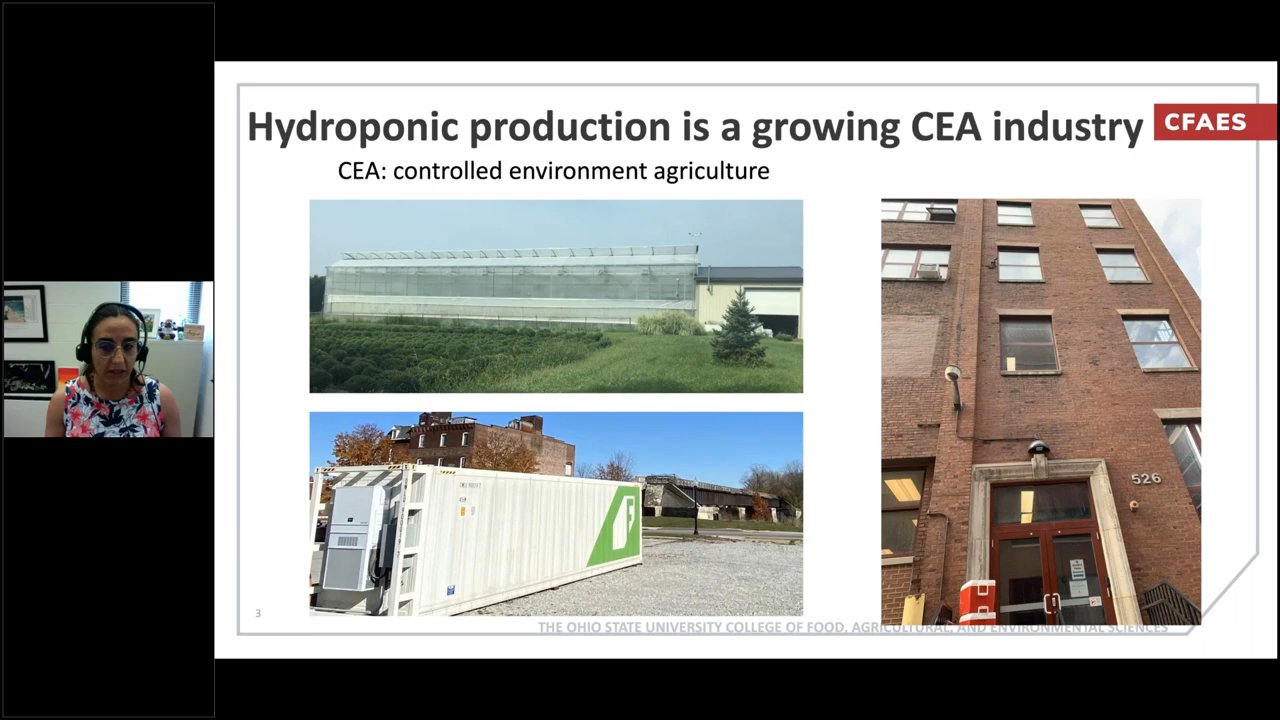 Hydroponic production is a growing CEA industry
CFAES
CEA: controlled environment agriculture
526
3
THE OHIO STATE UNIVERSITY COLLEGE OF FOOD, AGRICULTURAL, AND ENVIRONMENTAL SCIENCES